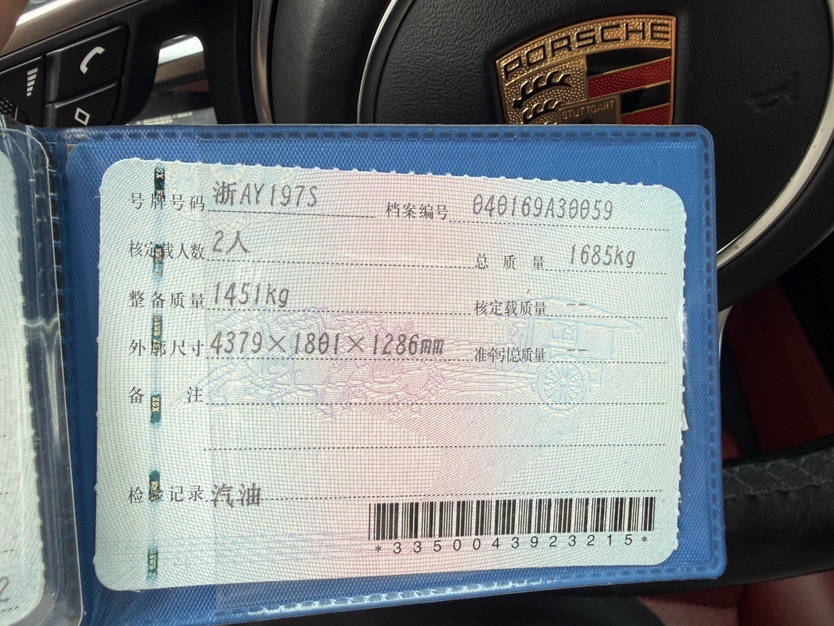 PORSCHE
STUTTGART
号牌号码 浙AY197S 档案编号 040169A30059
核定载人数 2人 总质量 1685kg
整备质量 1451kg 核定载质量 --
外廓尺寸 4379×1801×1286mm 准牵引总质量 --
备注
检验记录 汽油
*3350043923215*